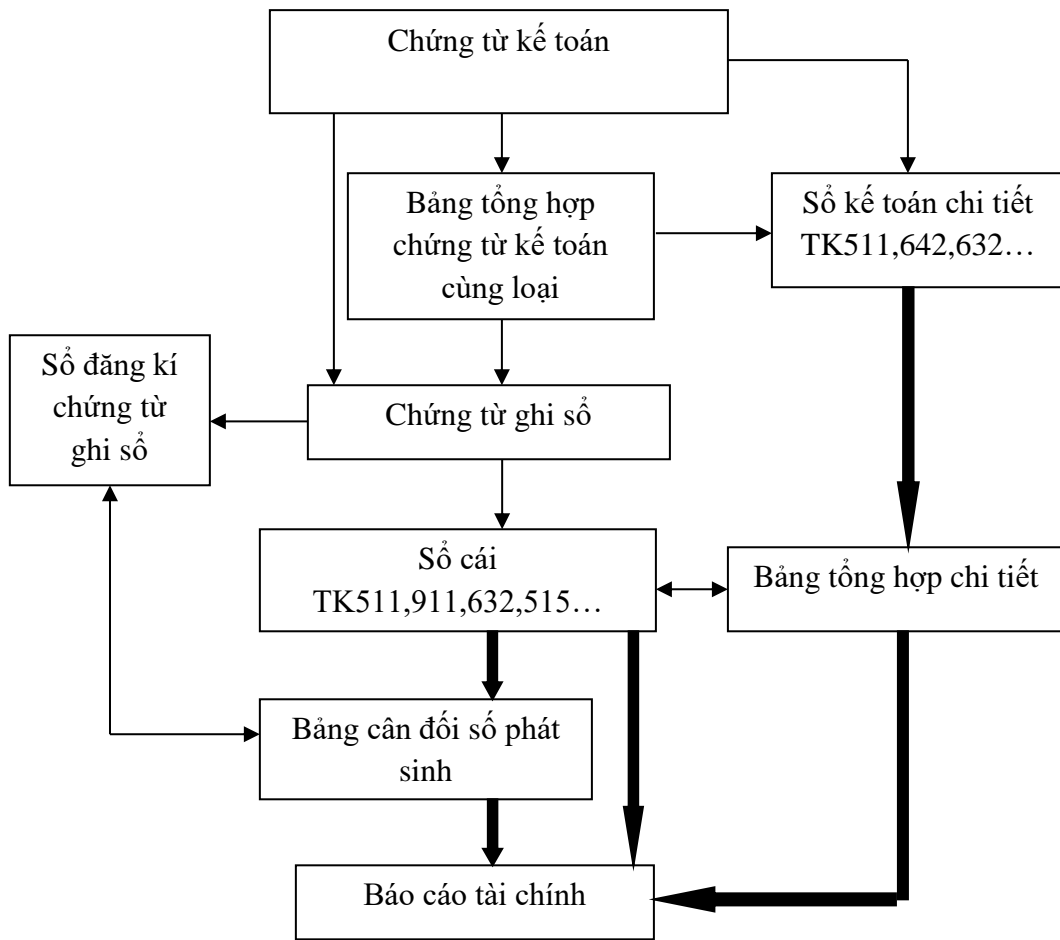 Chứng từ kế toán
Bảng tổng hợp
chứng từ kế toán
cùng loại
Sổ kế toán chi tiết
TK511,642,632…
Sổ đăng kí
chứng từ
ghi sổ
Chứng từ ghi sổ
Sổ cái
TK511,911,632,515…
Bảng tổng hợp chi tiết
Bảng cân đối số phát
sinh
Báo cáo tài chính